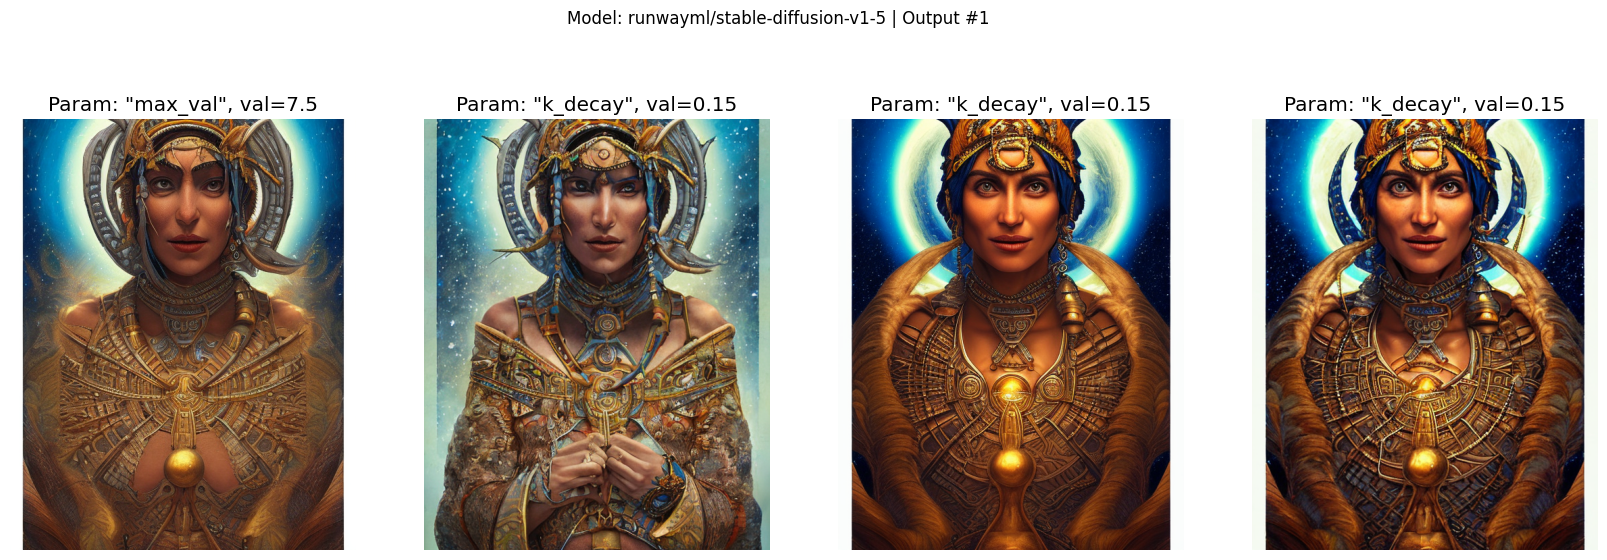 Model: runwayml/stable-diffusion-v1-5 | Output #1
Param: "max_val", val=7.5
Param: "k_decay", val=0.15
Param: "k_decay", val=0.15
Param: "k_decay", val=0.15